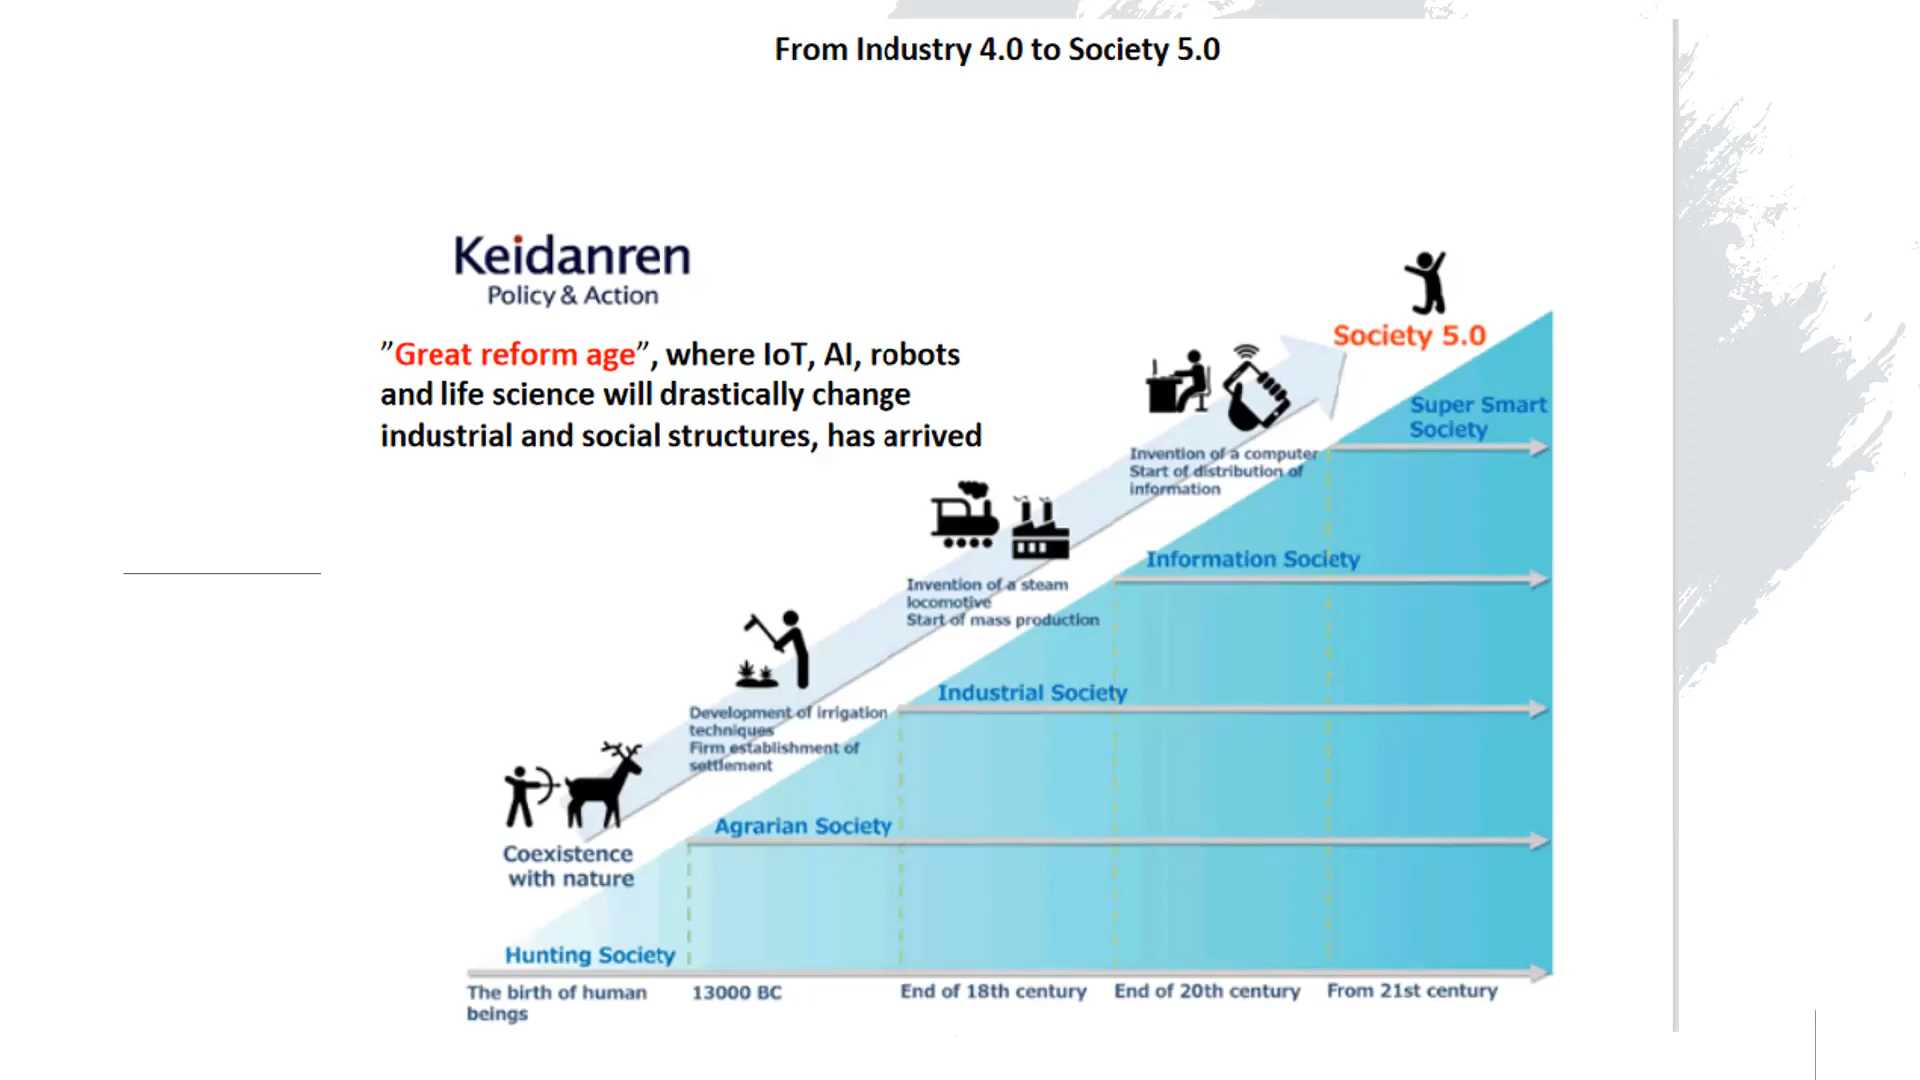 From Industry 4.0 to Society 5.0
Keidanren
Policy & Action
”Great reform age”, where IoT, AI, robots
and life science will drastically change
industrial and social structures, has arrived
Society 5.0
Super Smart
Society
Invention of a computer
Start of distribution of
information
Information Society
Invention of a steam
locomotive
Start of mass production
Industrial Society
Development of irrigation
techniques
Firm establishment of
settlement
Agrarian Society
Coexistence
with nature
Hunting Society
The birth of human
beings
13000 BC
End of 18th century
End of 20th century
From 21st century